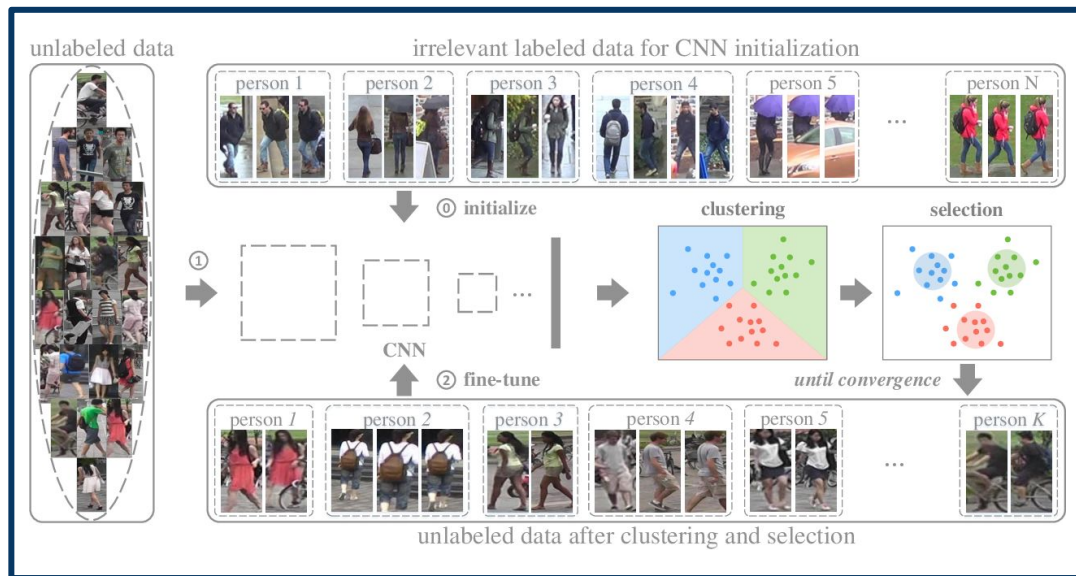 unlabeled data
irrelevant labeled data for CNN initialization
person 1
person 2
person 3
person 4
person 5
...
person N
⓪ initialize
clustering
selection
①
...
CNN
② fine-tune
until convergence
person 1
person 2
person 3
person 4
person 5
...
person K
unlabeled data after clustering and selection